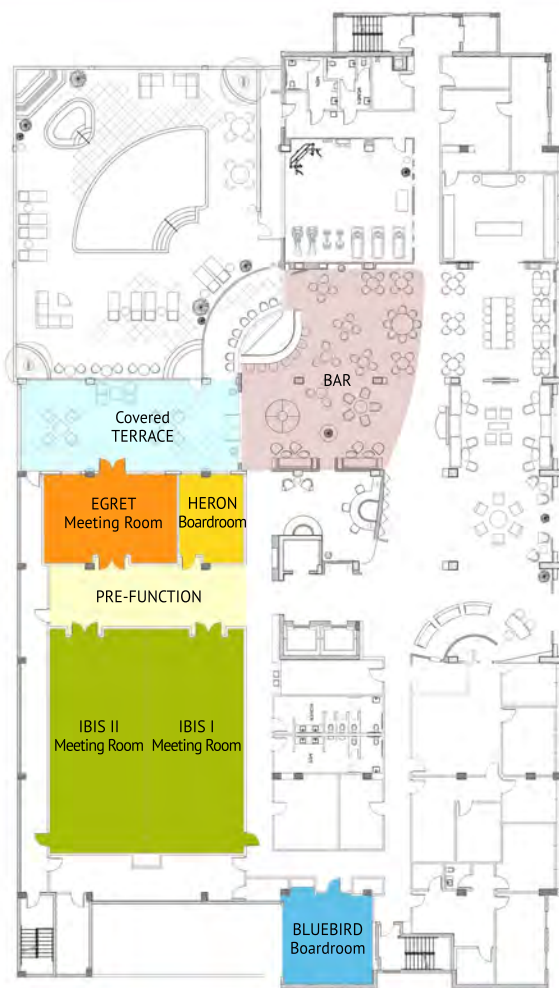 BAR
Covered
TERRACE
EGRET
Meeting Room
HERON
Boardroom
PRE-FUNCTION
IBIS II
Meeting Room
IBIS I
Meeting Room
BLUEBIRD
Boardroom